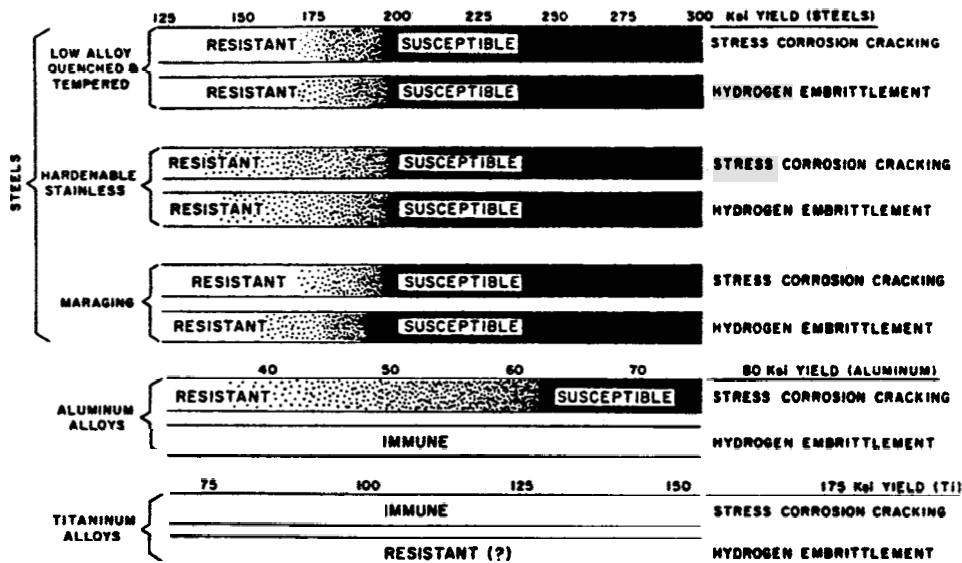 125 150 175 200 225 250 275 300 Ksi YIELD (STEELS)
STEELS
LOW ALLOY
QUENCHED &
TEMPERED
RESISTANT SUSCEPTIBLE STRESS CORROSION CRACKING
RESISTANT SUSCEPTIBLE HYDROGEN EMBRITTLEMENT
HARDENABLE
STAINLESS
RESISTANT SUSCEPTIBLE STRESS CORROSION CRACKING
RESISTANT SUSCEPTIBLE HYDROGEN EMBRITTLEMENT
MARAGING
RESISTANT SUSCEPTIBLE STRESS CORROSION CRACKING
RESISTANT SUSCEPTIBLE HYDROGEN EMBRITTLEMENT
40 50 60 70 80 Ksi YIELD (ALUMINUM)
ALUMINUM
ALLOYS
RESISTANT SUSCEPTIBLE STRESS CORROSION CRACKING
IMMUNE HYDROGEN EMBRITTLEMENT
75 100 125 150 175 Ksi YIELD (Ti)
TITANINUM
ALLOYS
IMMUNE STRESS CORROSION CRACKING
RESISTANT (?) HYDROGEN EMBRITTLEMENT